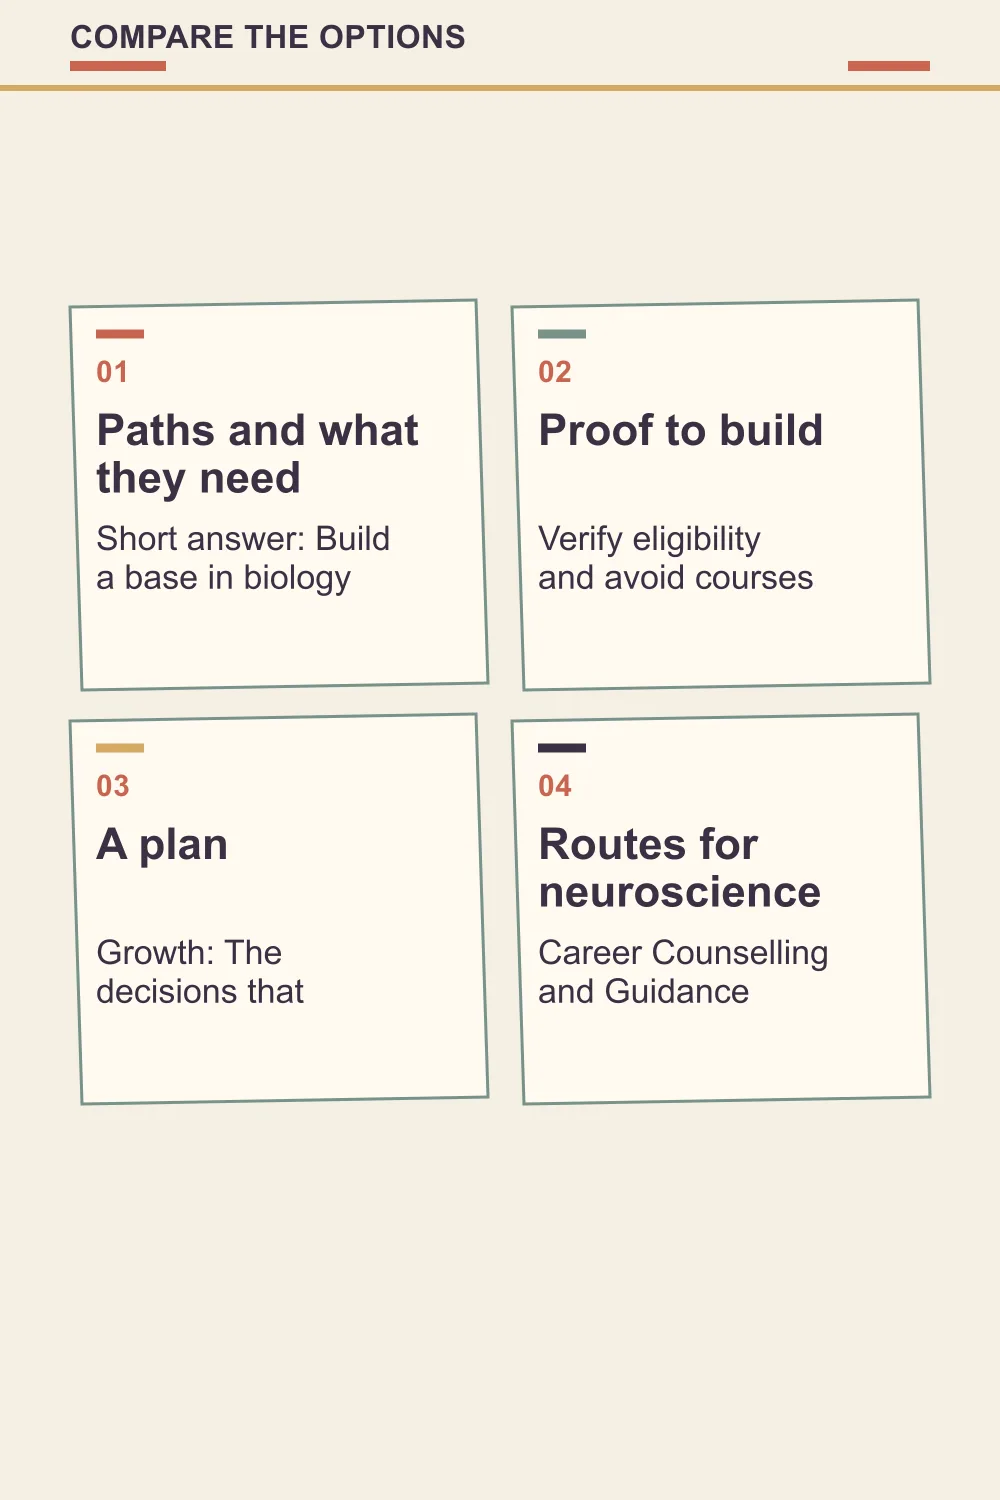 COMPARE THE OPTIONS
01
Paths and what
they need
Short answer: Build
a base in biology
02
Proof to build
Verify eligibility
and avoid courses
03
A plan
Growth: The
decisions that
04
Routes for
neuroscience
Career Counselling
and Guidance